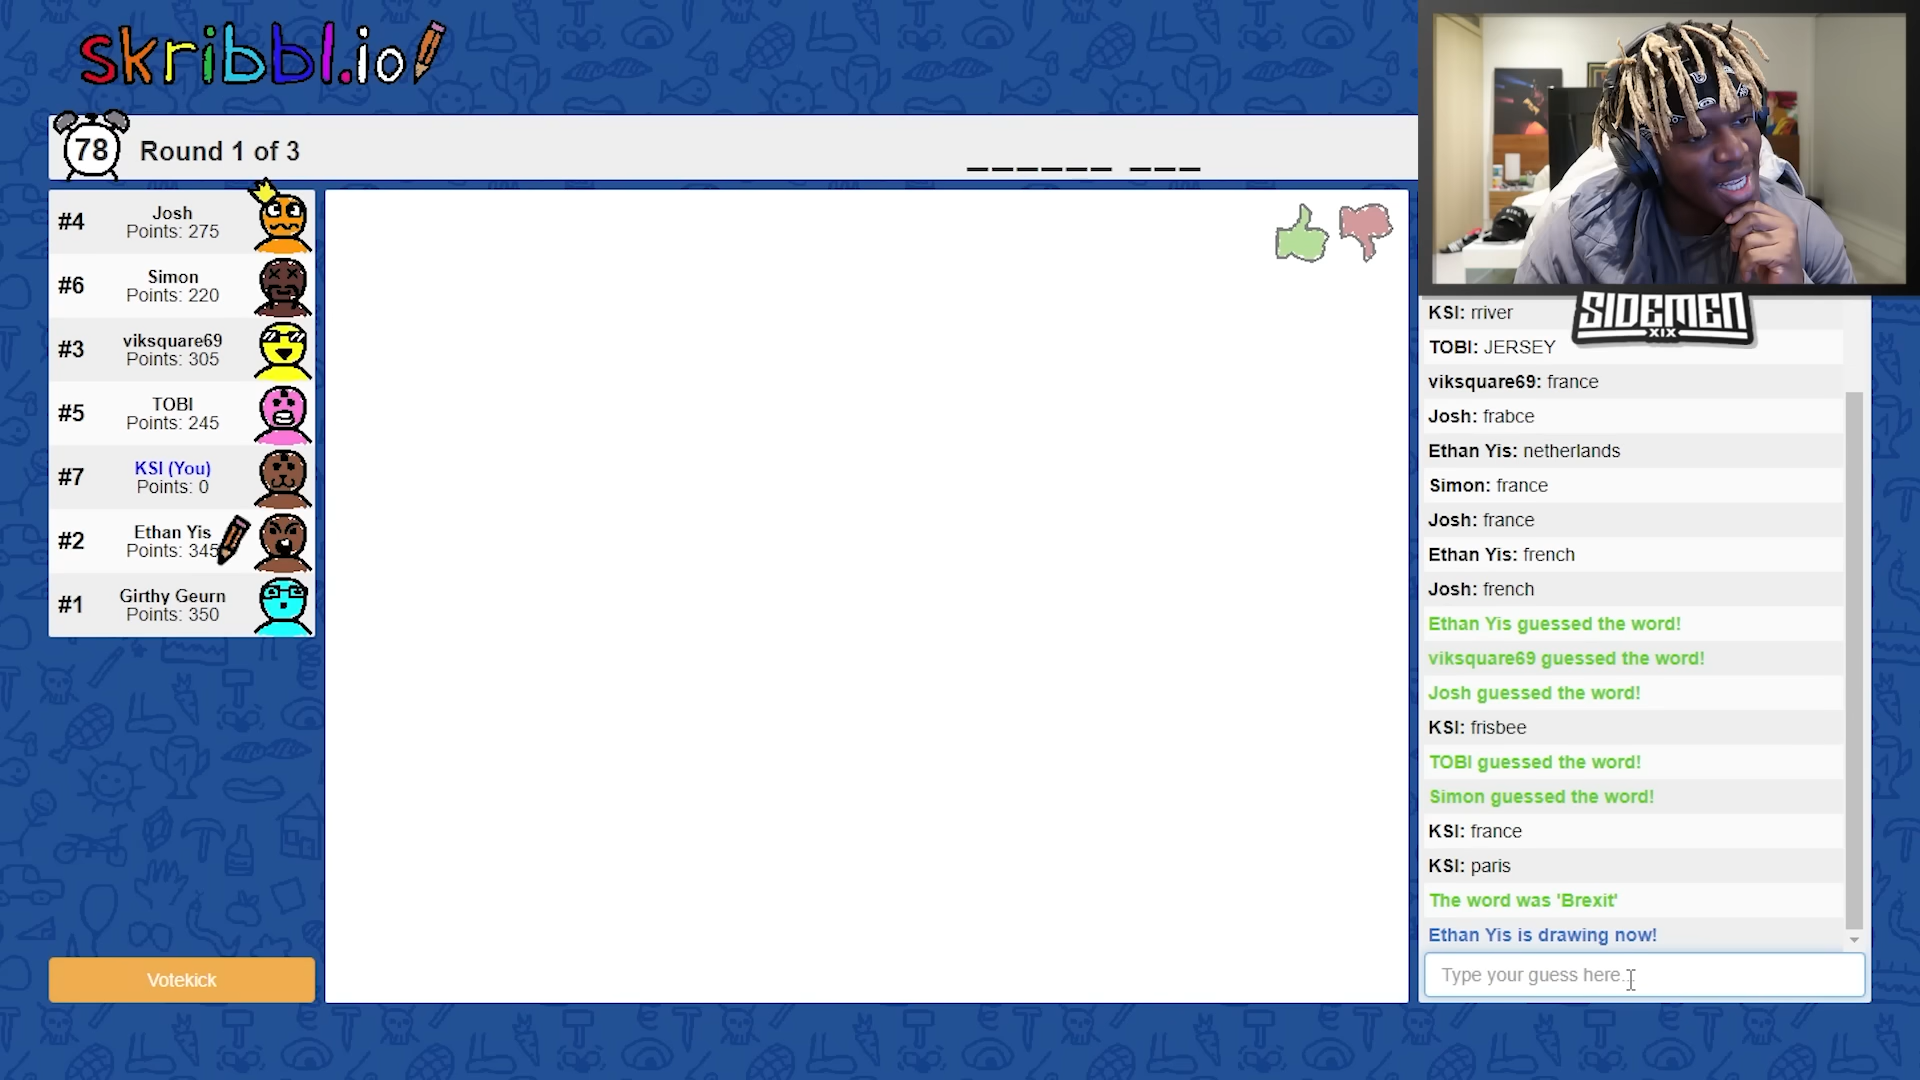 skribbl.io
78
Round 1 of 3
______ ___
#4
Josh
Points: 275
#6
Simon
Points: 220
#3
viksquare69
Points: 305
#5
TOBI
Points: 245
#7
KSI (You)
Points: 0
#2
Ethan Yis
Points: 345
#1
Girthy Geurn
Points: 350
Votekick
SIDEMEN
XIX
KSI: rriver
TOBI: JERSEY
viksquare69: france
Josh: frabce
Ethan Yis: netherlands
Simon: france
Josh: france
Ethan Yis: french
Josh: french
Ethan Yis guessed the word!
viksquare69 guessed the word!
Josh guessed the word!
KSI: frisbee
TOBI guessed the word!
Simon guessed the word!
KSI: france
KSI: paris
The word was 'Brexit'
Ethan Yis is drawing now!
Type your guess here...